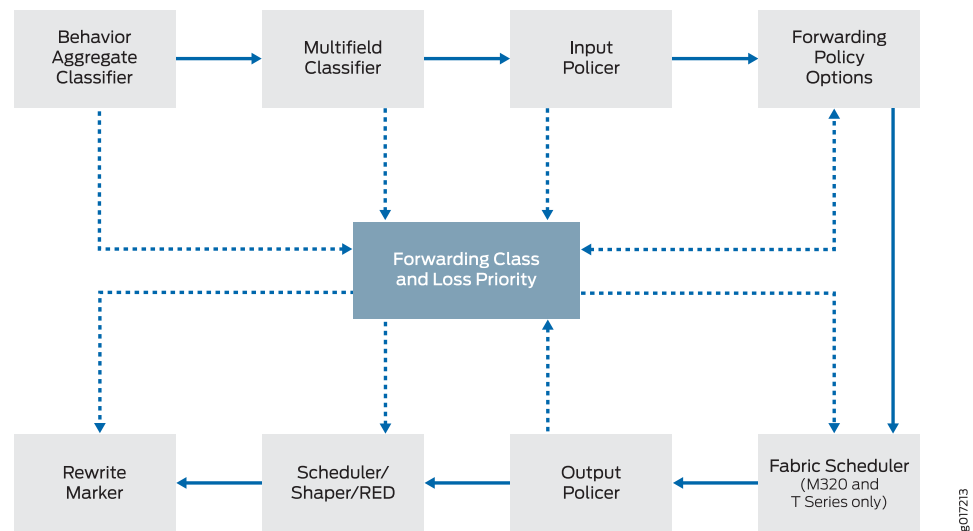 Behavior
Aggregate
Classifier
Multifield
Classifier
Input
Policer
Forwarding
Policy
Options
Forwarding Class
and Loss Priority
Rewrite
Marker
Scheduler/
Shaper/RED
Output
Policer
Fabric Scheduler
(M320 and
T Series only)
g017213